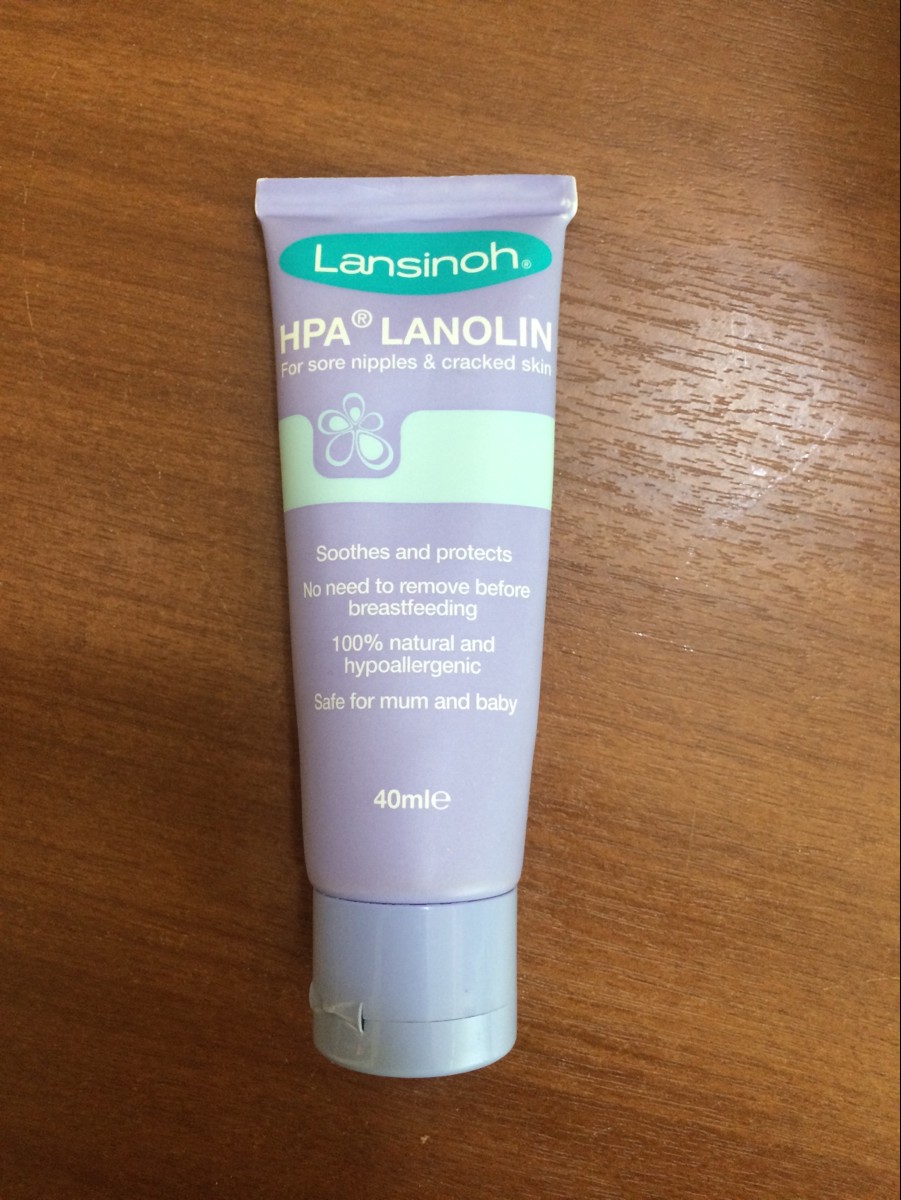 Lansinoh®
HPA® LANOLIN
For sore nipples & cracked skin
Soothes and protects
No need to remove before
breastfeeding
100% natural and
hypoallergenic
Safe for mum and baby
40ml℮